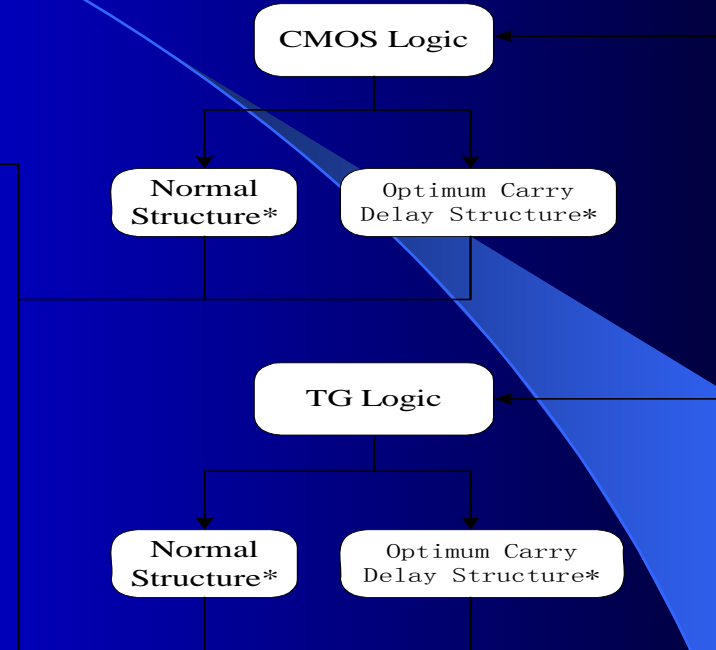 CMOS Logic
Normal
Structure*
Optimum Carry
Delay Structure*
TG Logic
Normal
Structure*
Optimum Carry
Delay Structure*